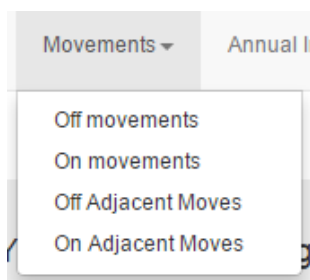 Movements Annual
Off movements
On movements
Off Adjacent Moves
On Adjacent Moves